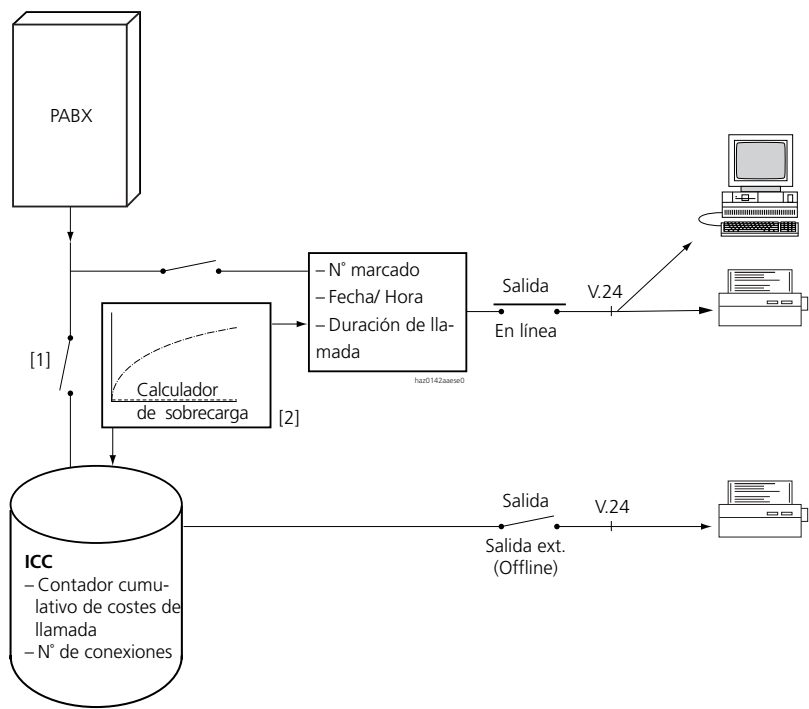 PABX
– N° marcado
– Fecha/ Hora
– Duración de lla-
mada
Salida
En línea
V.24
haz0142aaese0
[1]
Calculador
de sobrecarga
[2]
Salida
Salida ext.
(Offline)
V.24
ICC
– Contador cumu-
lativo de costes de
llamada
– N° de conexiones